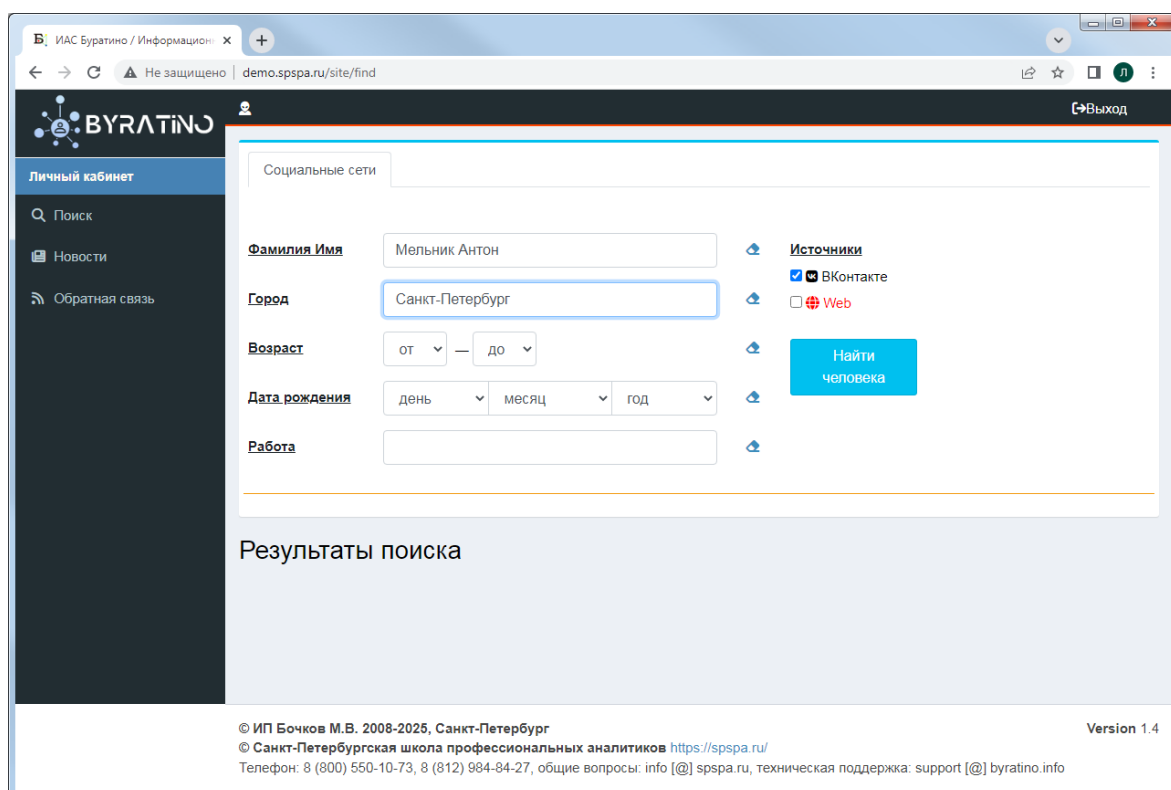 ИАС Буратино / Информацион
Не защищено demo.spspa.ru/site/find
Л
BYRATINO
Выход
Личный кабинет
Социальные сети
Поиск
Новости
Обратная связь
Фамилия Имя Мельник Антон Источники
ВКонтакте
Город Санкт-Петербург Web
Возраст от — до Найти человека
Дата рождения день месяц год
Работа
Результаты поиска
© ИП Бочков М.В. 2008-2025, Санкт-Петербург Version 1.4
© Санкт-Петербургская школа профессиональных аналитиков https://spspa.ru/
Телефон: 8 (800) 550-10-73, 8 (812) 984-84-27, общие вопросы: info [@] spspa.ru, техническая поддержка: support [@] byratino.info